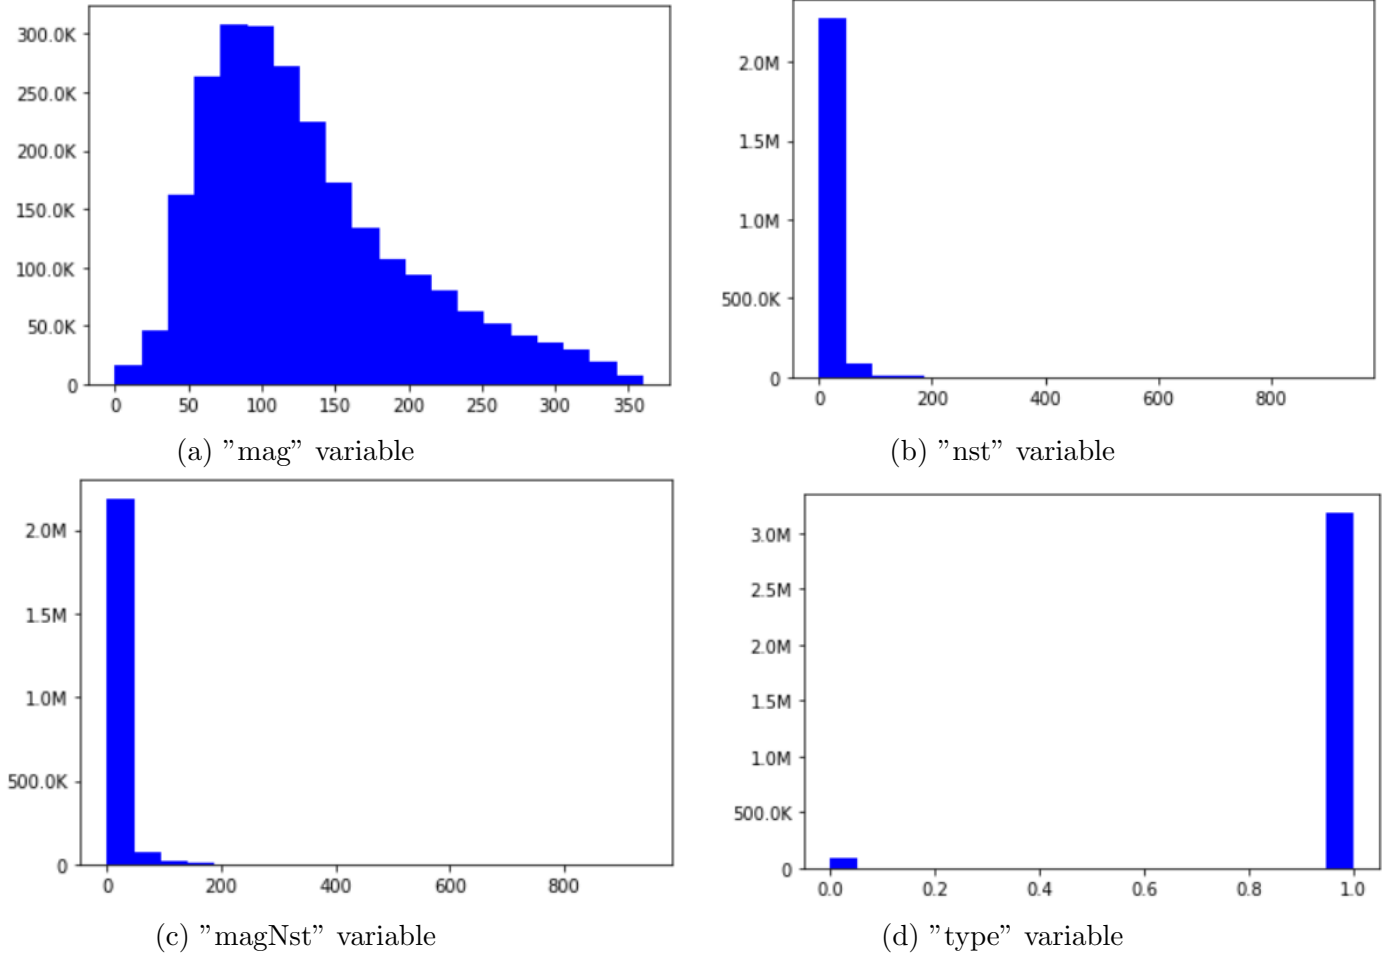 300.0K
250.0K
200.0K
150.0K
100.0K
50.0K
0
0 50 100 150 200 250 300 350
(a) ”mag” variable
2.0M
1.5M
1.0M
500.0K
0
0 200 400 600 800
(b) ”nst” variable
2.0M
1.5M
1.0M
500.0K
0
0 200 400 600 800
(c) ”magNst” variable
3.0M
2.5M
2.0M
1.5M
1.0M
500.0K
0
0.0 0.2 0.4 0.6 0.8 1.0
(d) ”type” variable